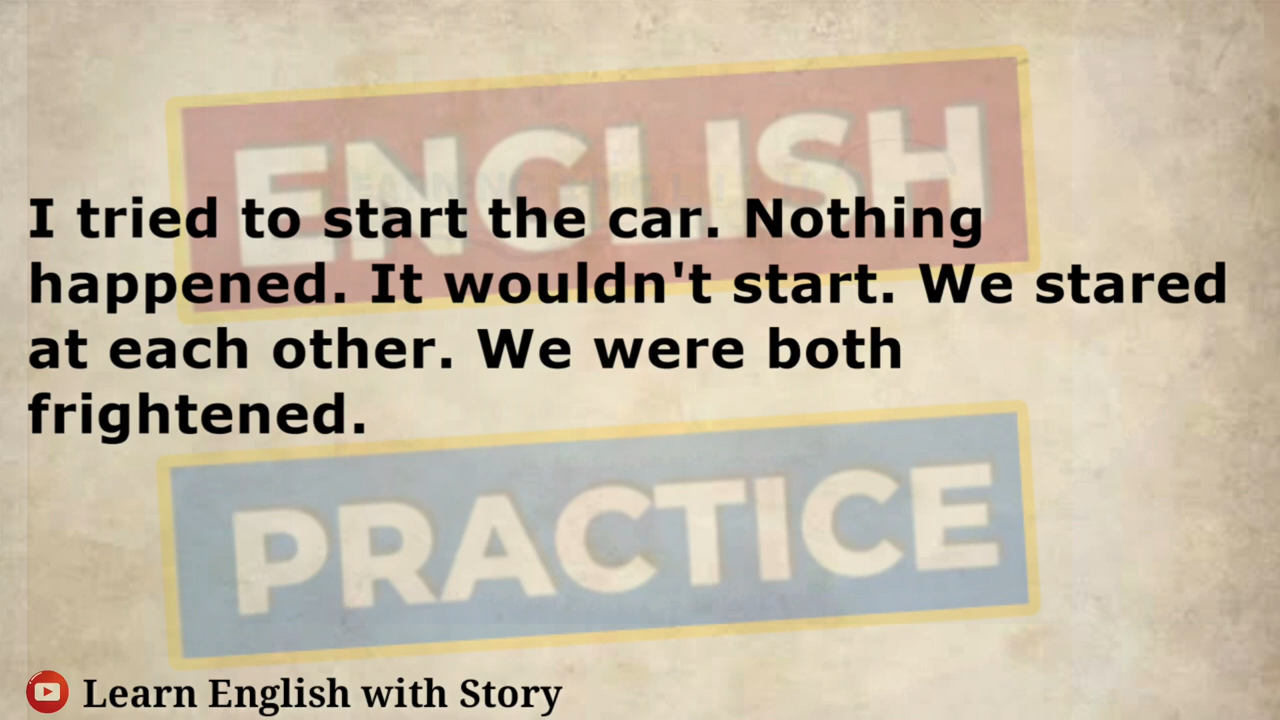 ENGLISH
I tried to start the car. Nothing
happened. It wouldn't start. We stared
at each other. We were both
frightened.
PRACTICE
Learn English with Story